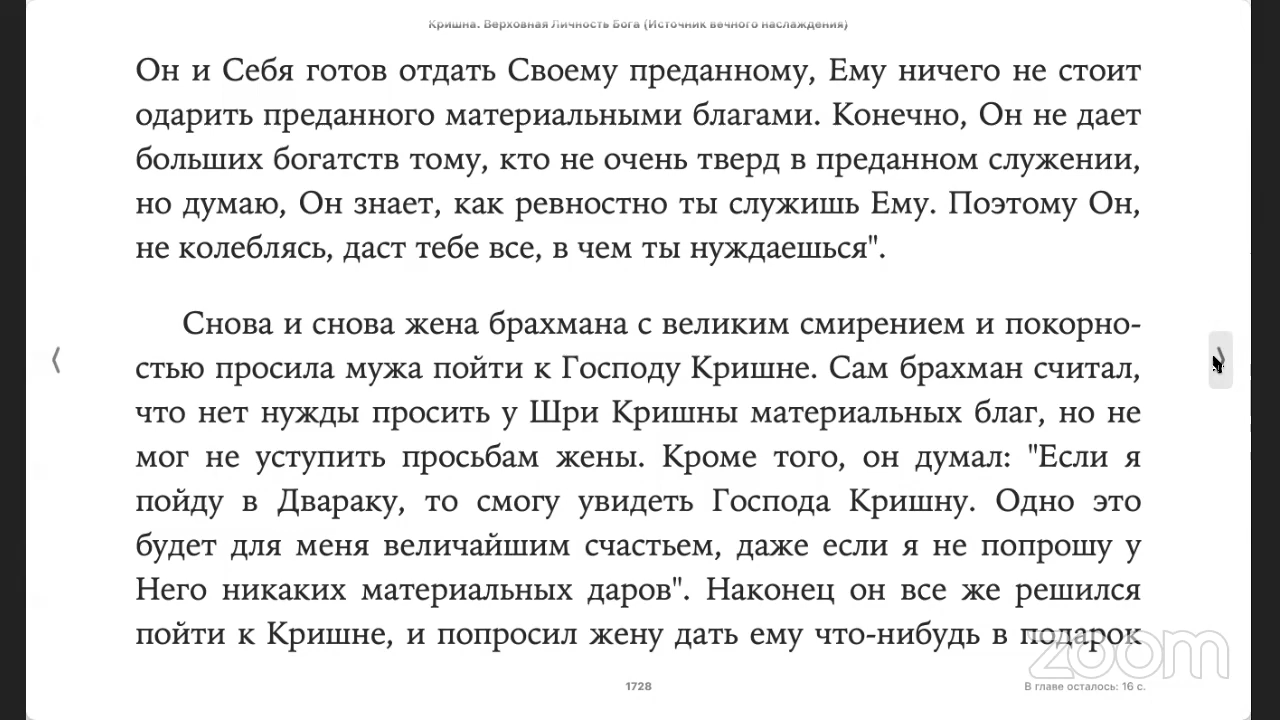 Кришна. Верховная Личность Бога (Источник вечного наслаждения)
Он и Себя готов отдать Своему преданному, Ему ничего не стоит
одарить преданного материальными благами. Конечно, Он не дает
больших богатств тому, кто не очень тверд в преданном служении,
но думаю, Он знает, как ревностно ты служишь Ему. Поэтому Он,
не колеблясь, даст тебе все, в чем ты нуждаешься".
Снова и снова жена брахмана с великим смирением и покорно-
стью просила мужа пойти к Господу Кришне. Сам брахман считал,
что нет нужды просить у Шри Кришны материальных благ, но не
мог не уступить просьбам жены. Кроме того, он думал: "Если я
пойду в Двараку, то смогу увидеть Господа Кришну. Одно это
будет для меня величайшим счастьем, даже если я не попрошу у
Него никаких материальных даров". Наконец он все же решился
пойти к Кришне, и попросил жену дать ему что-нибудь в подарок
zoom
1728
В главе осталось: 16 с.